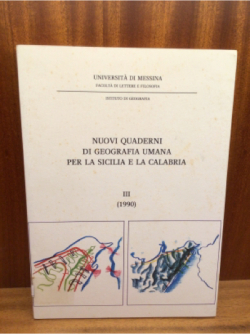 UNIVERSITÀ DI MESSINA
FACOLTÀ DI LETTERE E FILOSOFIA
ISTITUTO DI GEOGRAFIA
NUOVI QUADERNI
DI GEOGRAFIA UMANA
PER LA SICILIA E LA CALABRIA
III
(1990)